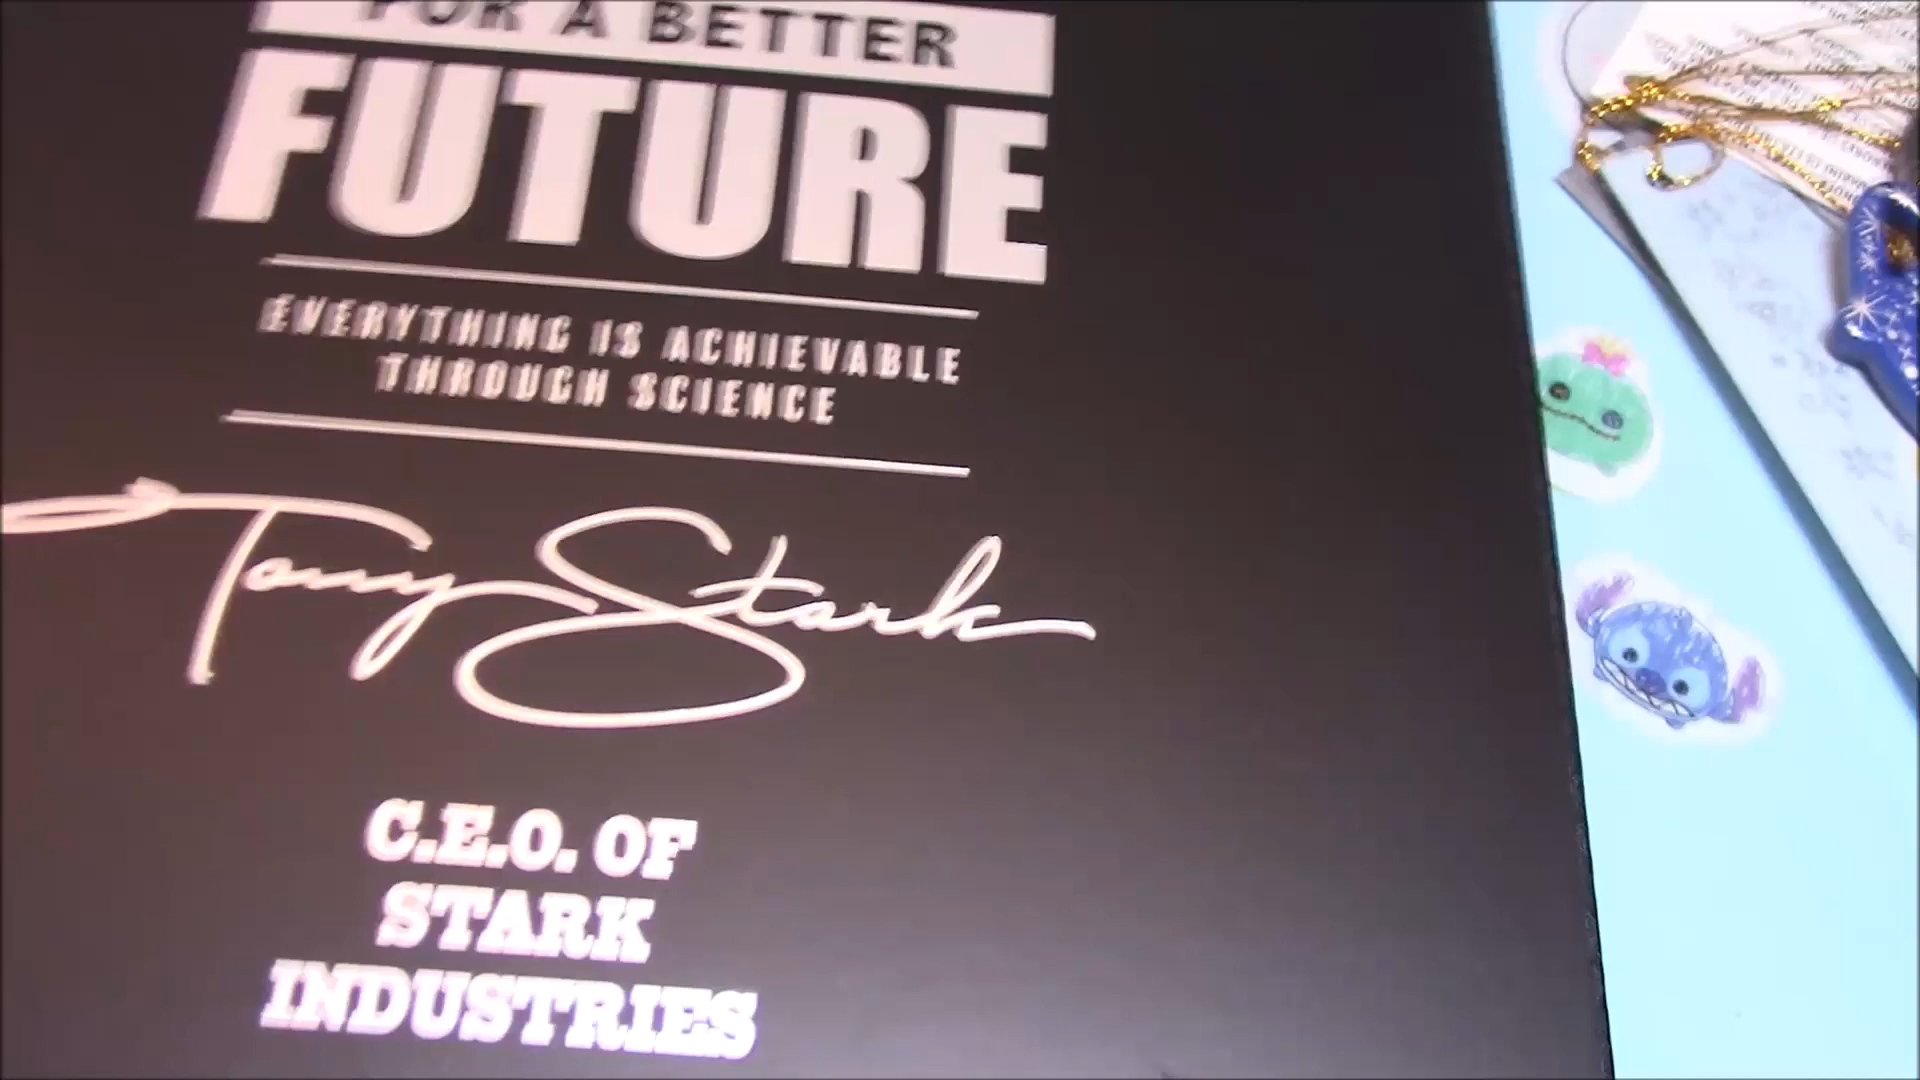 FOR A BETTER
FUTURE
EVERYTHING IS ACHIEVABLE
THROUGH SCIENCE
Tony Stark
C.E.O. OF
STARK
INDUSTRIES